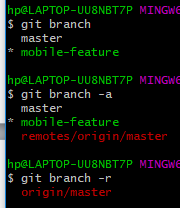 hp@LAPTOP-UU8NBT7P MINGW6
$ git branch
master
* mobile-feature
hp@LAPTOP-UU8NBT7P MINGW6
$ git branch -a
master
* mobile-feature
remotes/origin/master
hp@LAPTOP-UU8NBT7P MINGW6
$ git branch -r
origin/master